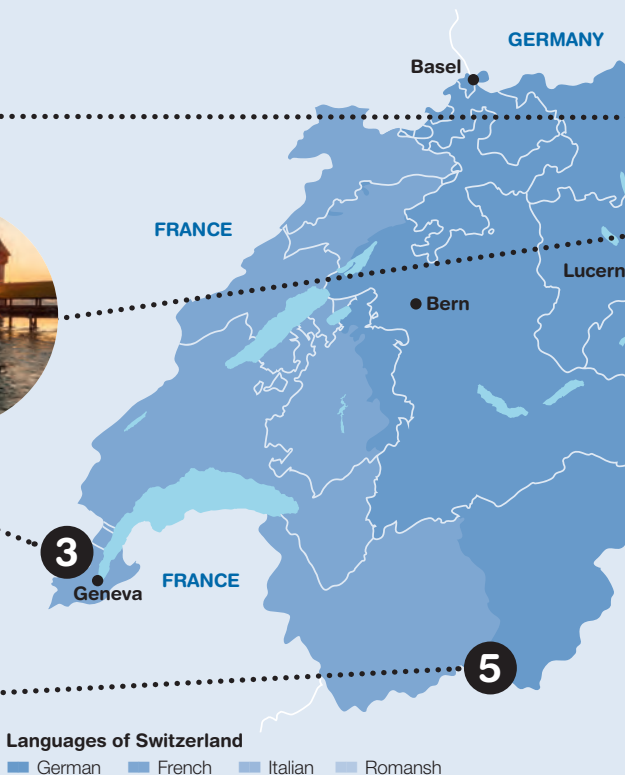 GERMANY
Basel
FRANCE
Lucern
Bern
3
FRANCE
Geneva
5
Languages of Switzerland
German French Italian Romansh